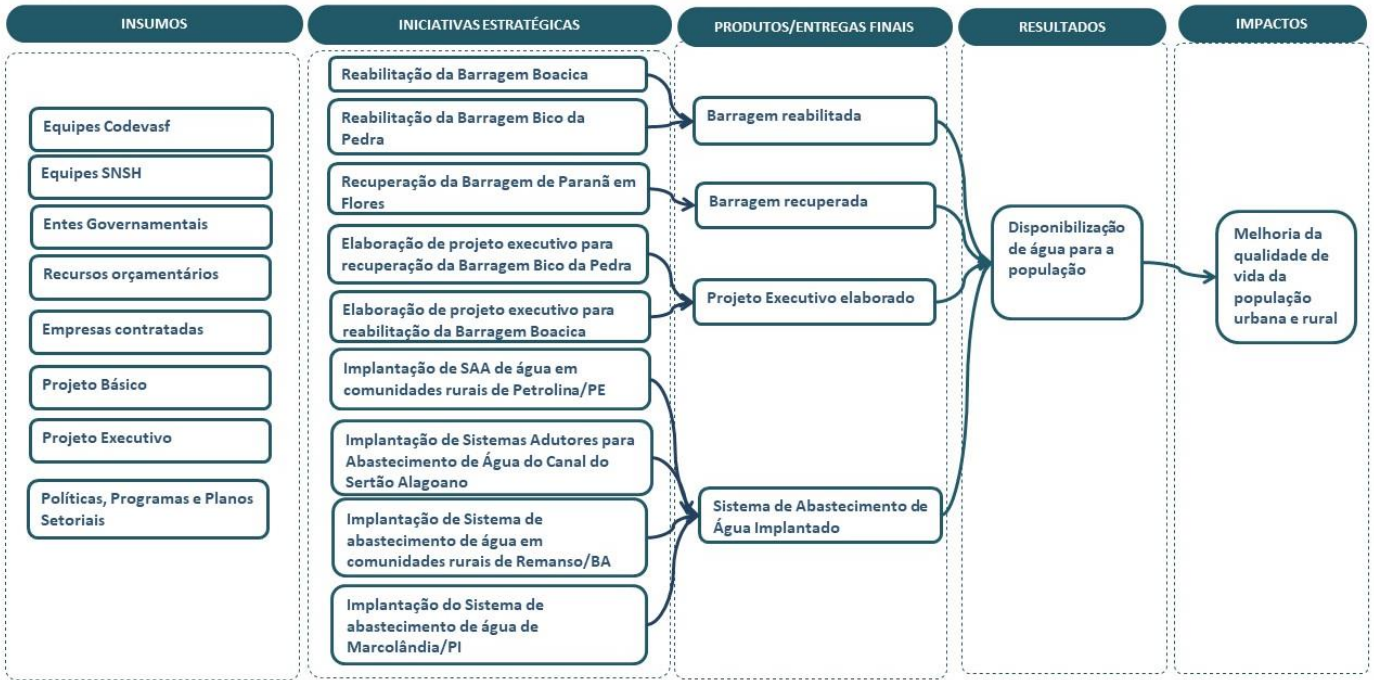 INSUMOS
INICIATIVAS ESTRATÉGICAS
PRODUTOS/ENTREGAS FINAIS
RESULTADOS
IMPACTOS
Equipes Codevasf
Equipes SNSH
Entes Governamentais
Recursos orçamentários
Empresas contratadas
Projeto Básico
Projeto Executivo
Políticas, Programas e Planos
Setoriais
Reabilitação da Barragem Boacica
Reabilitação da Barragem Bico da
Pedra
Recuperação da Barragem de Paranã em
Flores
Elaboração de projeto executivo para
recuperação da Barragem Bico da Pedra
Elaboração de projeto executivo para
reabilitação da Barragem Boacica
Implantação de SAA de água em
comunidades rurais de Petrolina/PE
Implantação de Sistemas Adutores para
Abastecimento de Água do Canal do
Sertão Alagoano
Implantação de Sistema de
abastecimento de água em
comunidades rurais de Remanso/BA
Implantação do Sistema de
abastecimento de água de
Marcolândia/PI
Barragem reabilitada
Barragem recuperada
Projeto Executivo elaborado
Sistema de Abastecimento de
Água Implantado
Disponibilização
de água para a
população
Melhoria da
qualidade de
vida da
população
urbana e rural